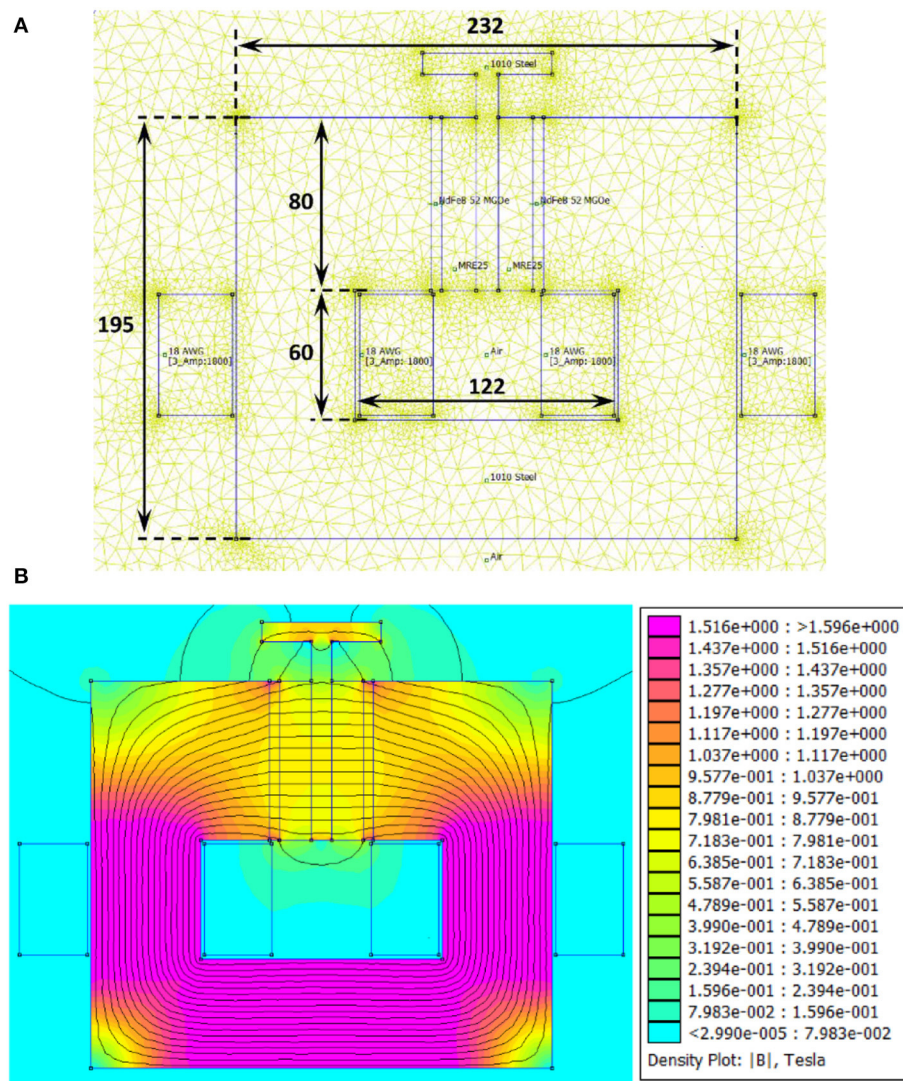 A
232
1010 Steel
80
NdFeB 52 MGOe
NdFeB 52 MGOe
MRE25
MRE25
195
60
18 AWG
[3_Amp:1800]
18 AWG
[3_Amp:1800]
Air
18 AWG
[3_Amp:1800]
18 AWG
[3_Amp:1800]
122
1010 Steel
Air
B
1.516e+000 : >1.596e+000
1.437e+000 : 1.516e+000
1.357e+000 : 1.437e+000
1.277e+000 : 1.357e+000
1.197e+000 : 1.277e+000
1.117e+000 : 1.197e+000
1.037e+000 : 1.117e+000
9.577e-001 : 1.037e+000
8.779e-001 : 9.577e-001
7.981e-001 : 8.779e-001
7.183e-001 : 7.981e-001
6.385e-001 : 7.183e-001
5.587e-001 : 6.385e-001
4.789e-001 : 5.587e-001
3.990e-001 : 4.789e-001
3.192e-001 : 3.990e-001
2.394e-001 : 3.192e-001
1.596e-001 : 2.394e-001
7.983e-002 : 1.596e-001
<2.990e-005 : 7.983e-002
Density Plot: |B|, Tesla